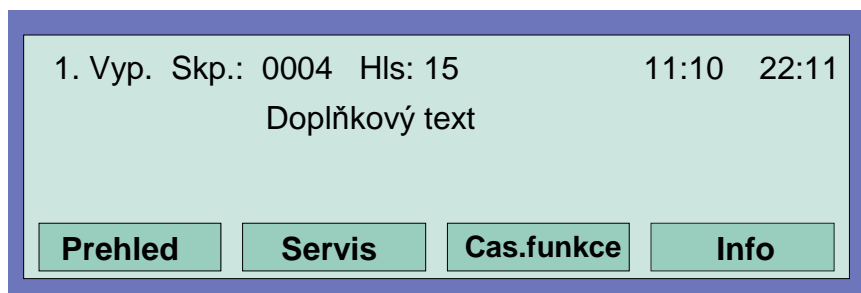 1. Vyp. Skp.: 0004 Hls: 15 11:10 22:11
Doplňkový text
Prehled Servis Cas.funkce Info